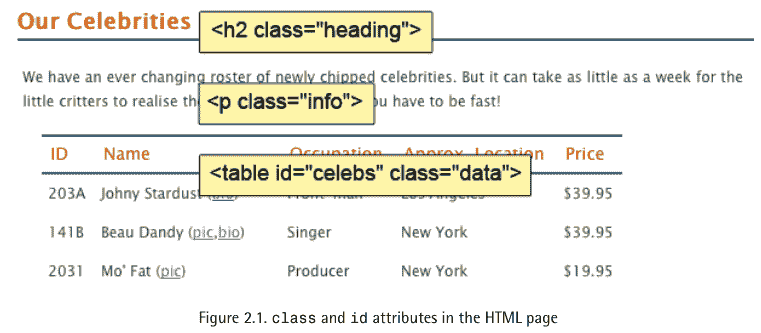 Our Celebrities
<h2 class="heading">
We have an ever changing roster of newly chipped celebrities. But it can take as little as a week for the
little critters to realise
<p class="info">
have to be fast!
ID Name Occupation Approx. Location Price
<table id="celebs" class="data">
203A Johny Stardust $39.95
141B Beau Dandy (pic,bio) Singer New York $39.95
2031 Mo' Fat (pic) Producer New York $19.95
Figure 2.1. class and id attributes in the HTML page